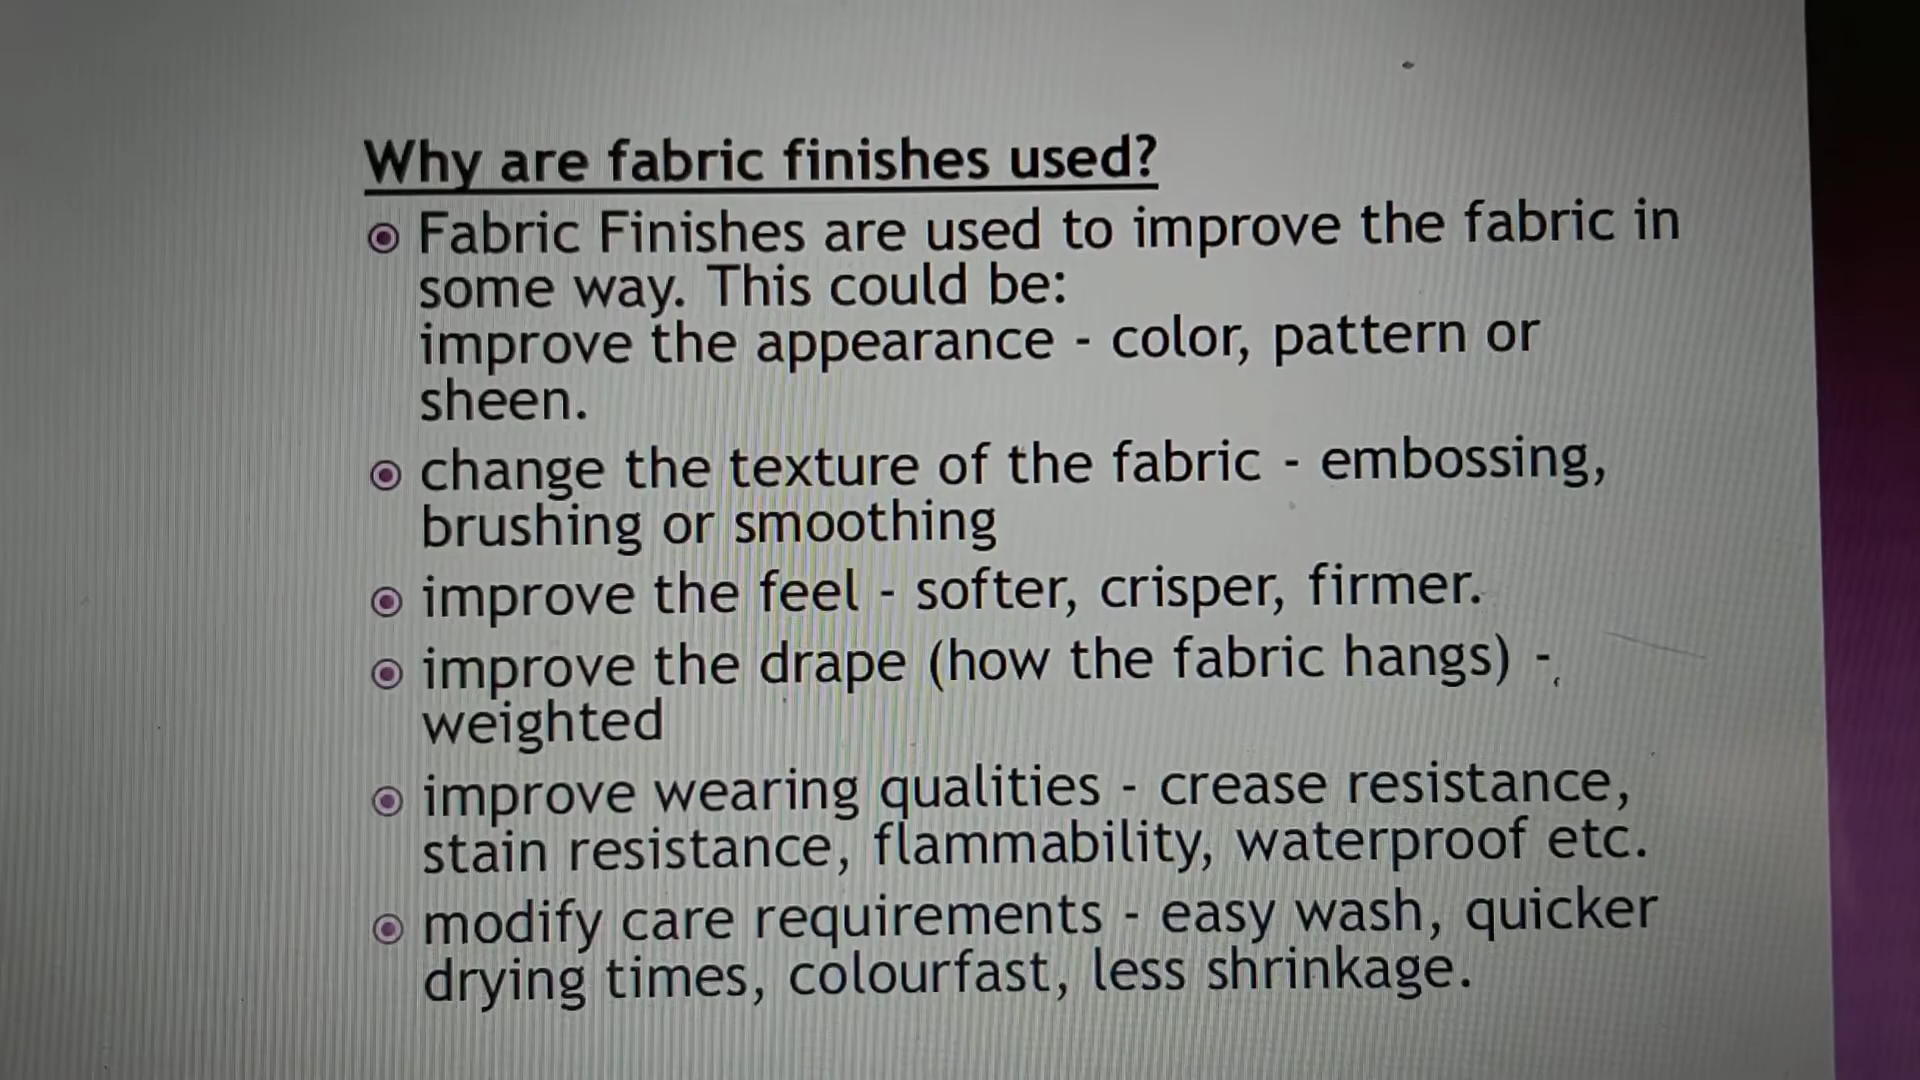 Why are fabric finishes used?
Fabric Finishes are used to improve the fabric in
some way. This could be:
improve the appearance - color, pattern or
sheen.
change the texture of the fabric - embossing,
brushing or smoothing
improve the feel - softer, crisper, firmer.
improve the drape (how the fabric hangs) -
weighted
improve wearing qualities - crease resistance,
stain resistance, flammability, waterproof etc.
modify care requirements - easy wash, quicker
drying times, colourfast, less shrinkage.